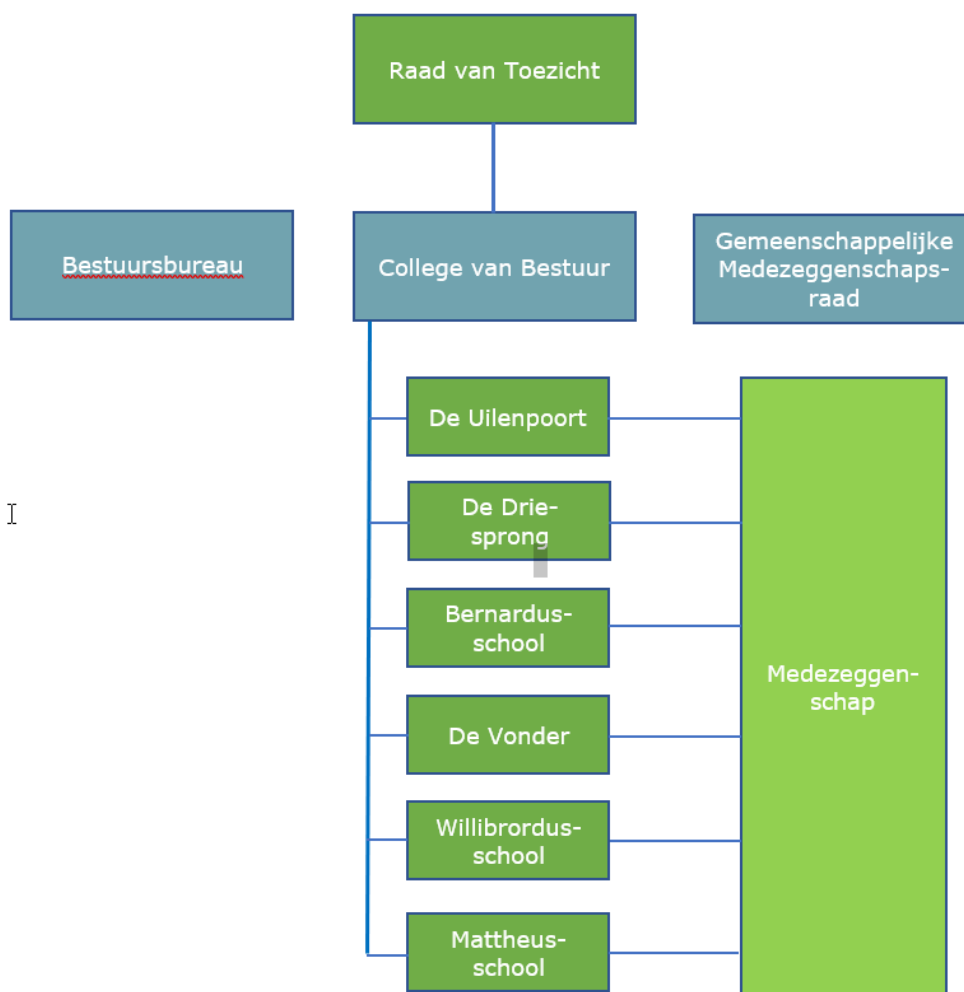 Raad van Toezicht
Bestuursbureau
College van Bestuur
Gemeenschappelijke
Medezeggenschaps-
raad
De Uilenpoort
De Drie-
sprong
Bernardus-
school
De Vonder
Willibrordus-
school
Mattheus-
school
Medezeggen-
schap